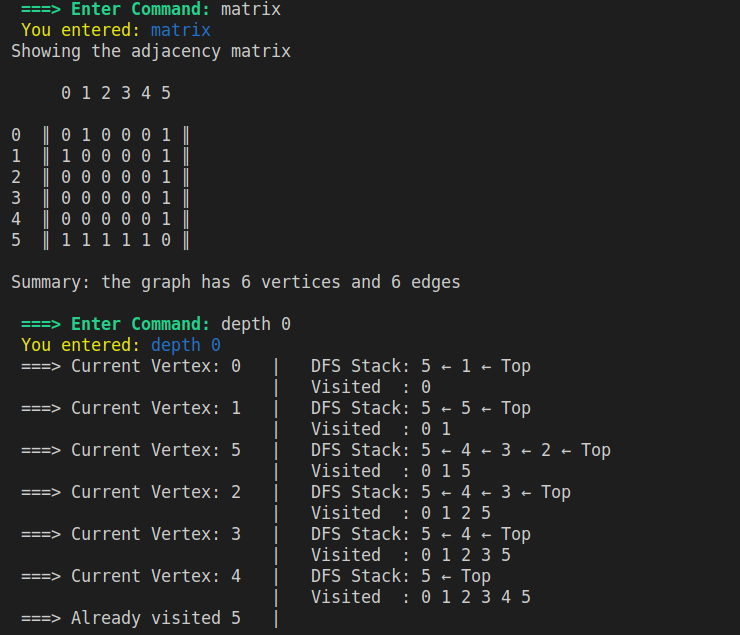 ===> Enter Command: matrix
You entered: matrix
Showing the adjacency matrix
0 1 2 3 4 5
0 ║ 0 1 0 0 0 1 ║
1 ║ 1 0 0 0 0 1 ║
2 ║ 0 0 0 0 0 1 ║
3 ║ 0 0 0 0 0 1 ║
4 ║ 0 0 0 0 0 1 ║
5 ║ 1 1 1 1 1 0 ║
Summary: the graph has 6 vertices and 6 edges
===> Enter Command: depth 0
You entered: depth 0
===> Current Vertex: 0 | DFS Stack: 5 ← 1 ← Top
| Visited : 0
===> Current Vertex: 1 | DFS Stack: 5 ← 5 ← Top
| Visited : 0 1
===> Current Vertex: 5 | DFS Stack: 5 ← 4 ← 3 ← 2 ← Top
| Visited : 0 1 5
===> Current Vertex: 2 | DFS Stack: 5 ← 4 ← 3 ← Top
| Visited : 0 1 2 5
===> Current Vertex: 3 | DFS Stack: 5 ← 4 ← Top
| Visited : 0 1 2 3 5
===> Current Vertex: 4 | DFS Stack: 5 ← Top
| Visited : 0 1 2 3 4 5
===> Already visited 5 |